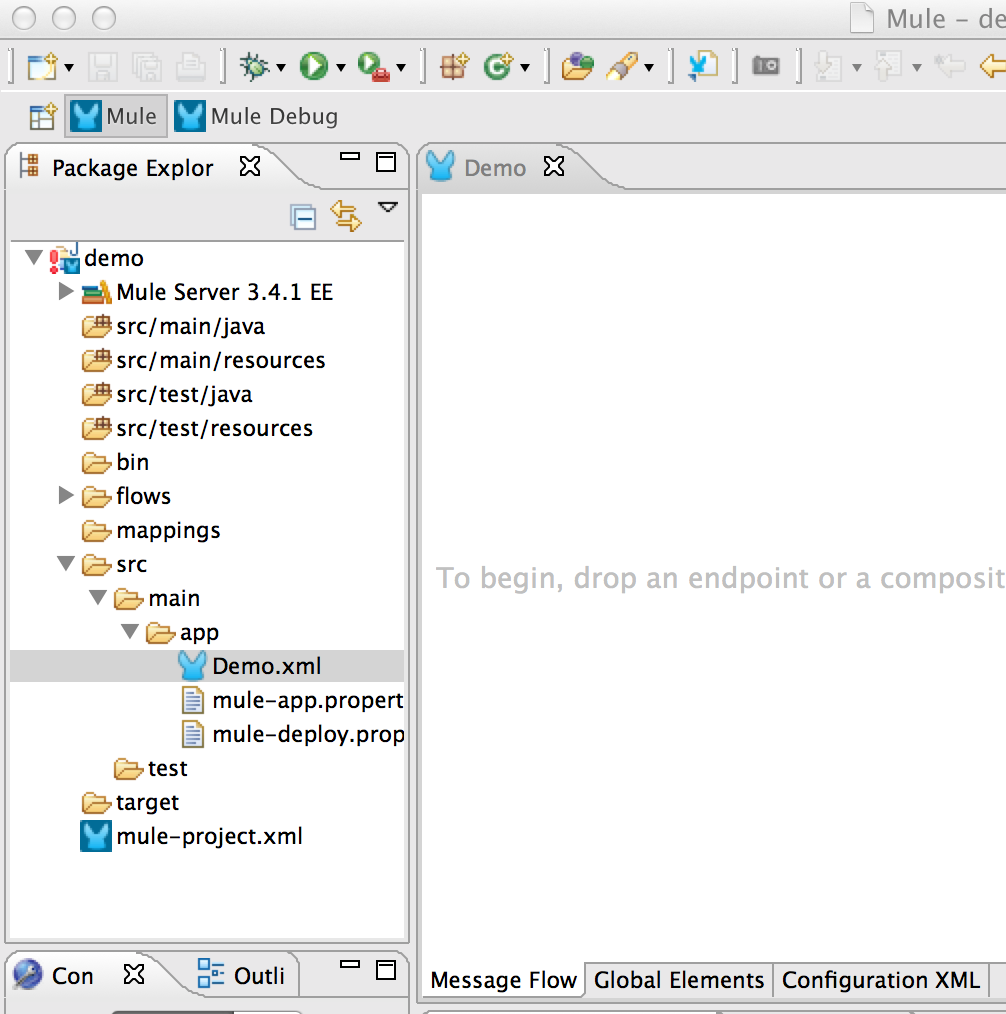 Mule – de
Mule
Mule Debug
Package Explor
Demo
demo
Mule Server 3.4.1 EE
src/main/java
src/main/resources
src/test/java
src/test/resources
bin
flows
mappings
src
main
app
Demo.xml
mule-app.propert
mule-deploy.prop
test
target
mule-project.xml
To begin, drop an endpoint or a composit
Message Flow
Global Elements
Configuration XML
Con
Outli